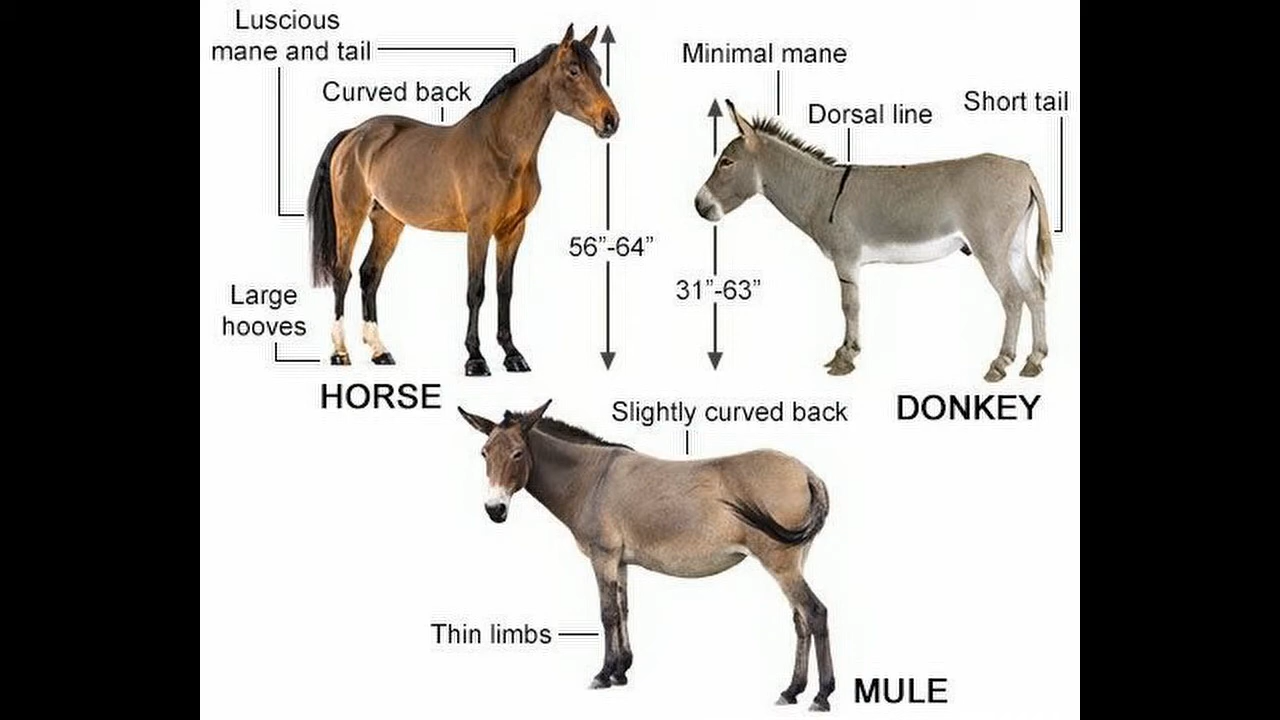 Luscious
mane and tail
Curved back
56”-64”
Large
hooves
HORSE
Minimal mane
Dorsal line
Short tail
31”-63”
DONKEY
Slightly curved back
Thin limbs
MULE